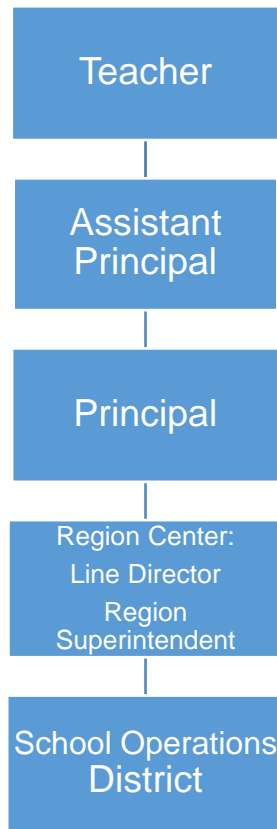 Teacher
Assistant
Principal
Principal
Region Center:
Line Director
Region
Superintendent
School Operations
District